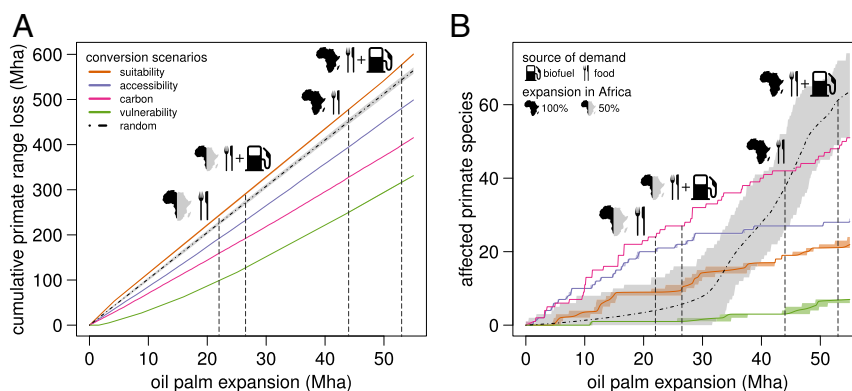 A
conversion scenarios
suitability
accessibility
carbon
vulnerability
random
+
+
cumulative primate range loss (Mha)
600
500
400
300
200
100
0
0 10 20 30 40 50
oil palm expansion (Mha)
B
source of demand
biofuel food
expansion in Africa
100% 50%
+
+
affected primate species
60
40
20
0
0 10 20 30 40 50
oil palm expansion (Mha)